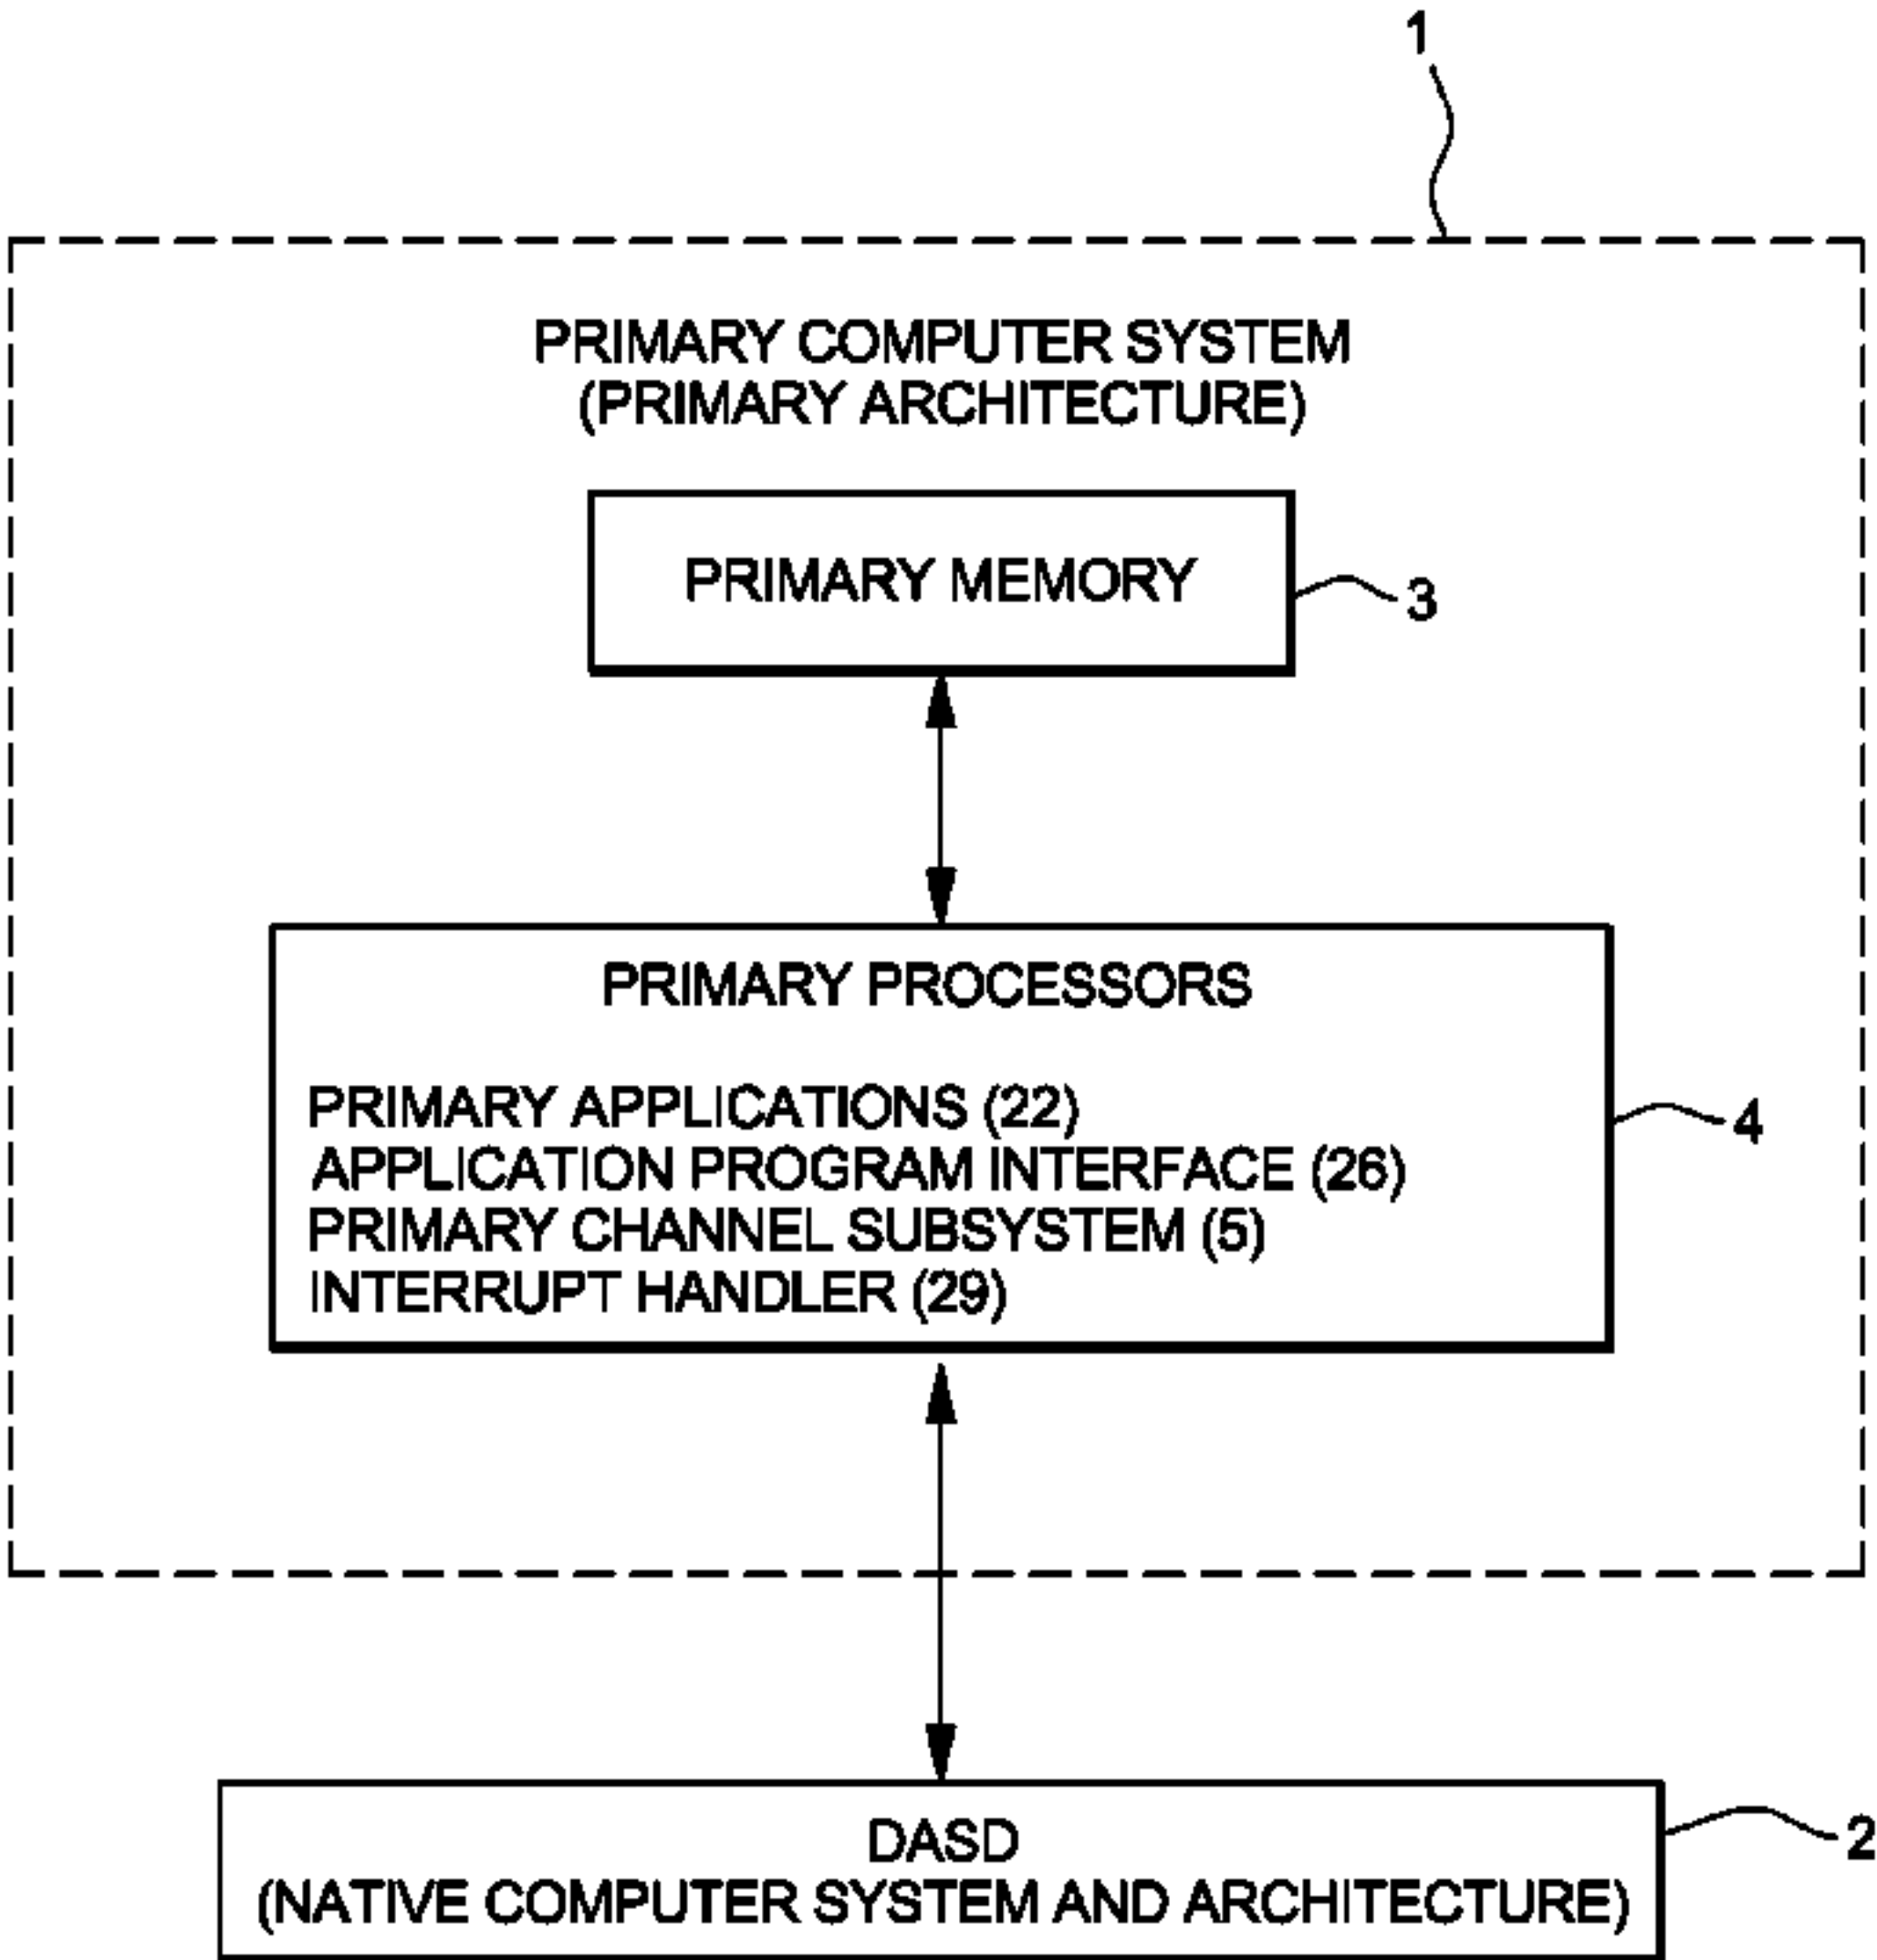 1
PRIMARY COMPUTER SYSTEM
(PRIMARY ARCHITECTURE)
PRIMARY MEMORY
3
PRIMARY PROCESSORS
PRIMARY APPLICATIONS (22)
APPLICATION PROGRAM INTERFACE (26)
PRIMARY CHANNEL SUBSYSTEM (5)
INTERRUPT HANDLER (29)
4
DASD
(NATIVE COMPUTER SYSTEM AND ARCHITECTURE)
2